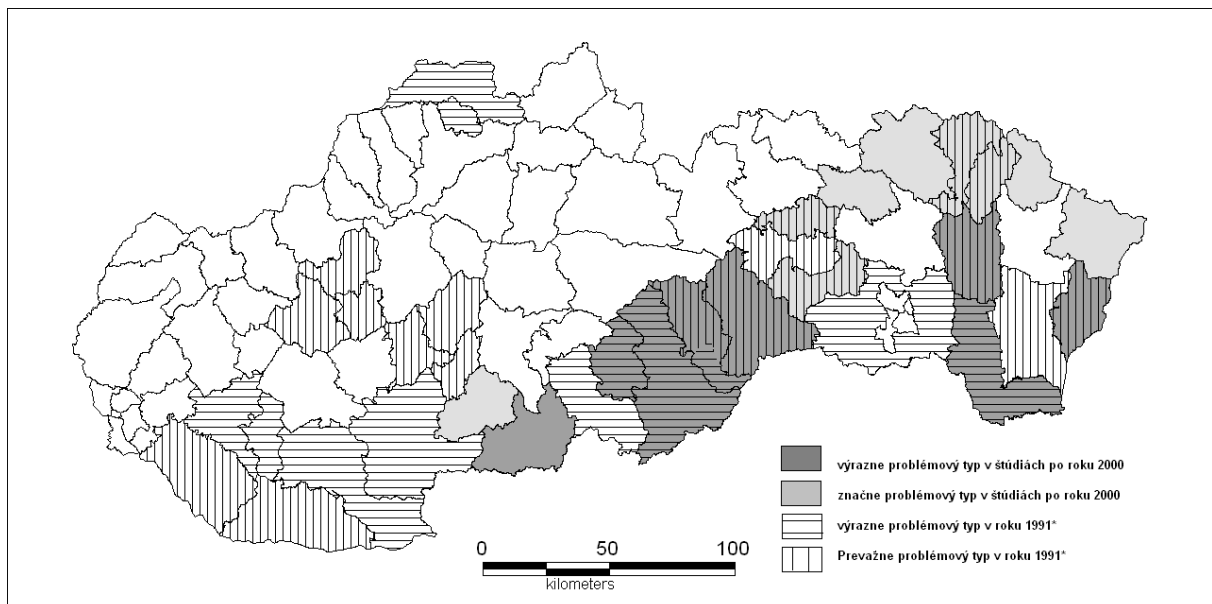 výrazne problémový typ v štúdiách po roku 2000
značne problémový typ v štúdiách po roku 2000
výrazne problémový typ v roku 1991*
Prevažne problémový typ v roku 1991*
0 50 100
kilometers